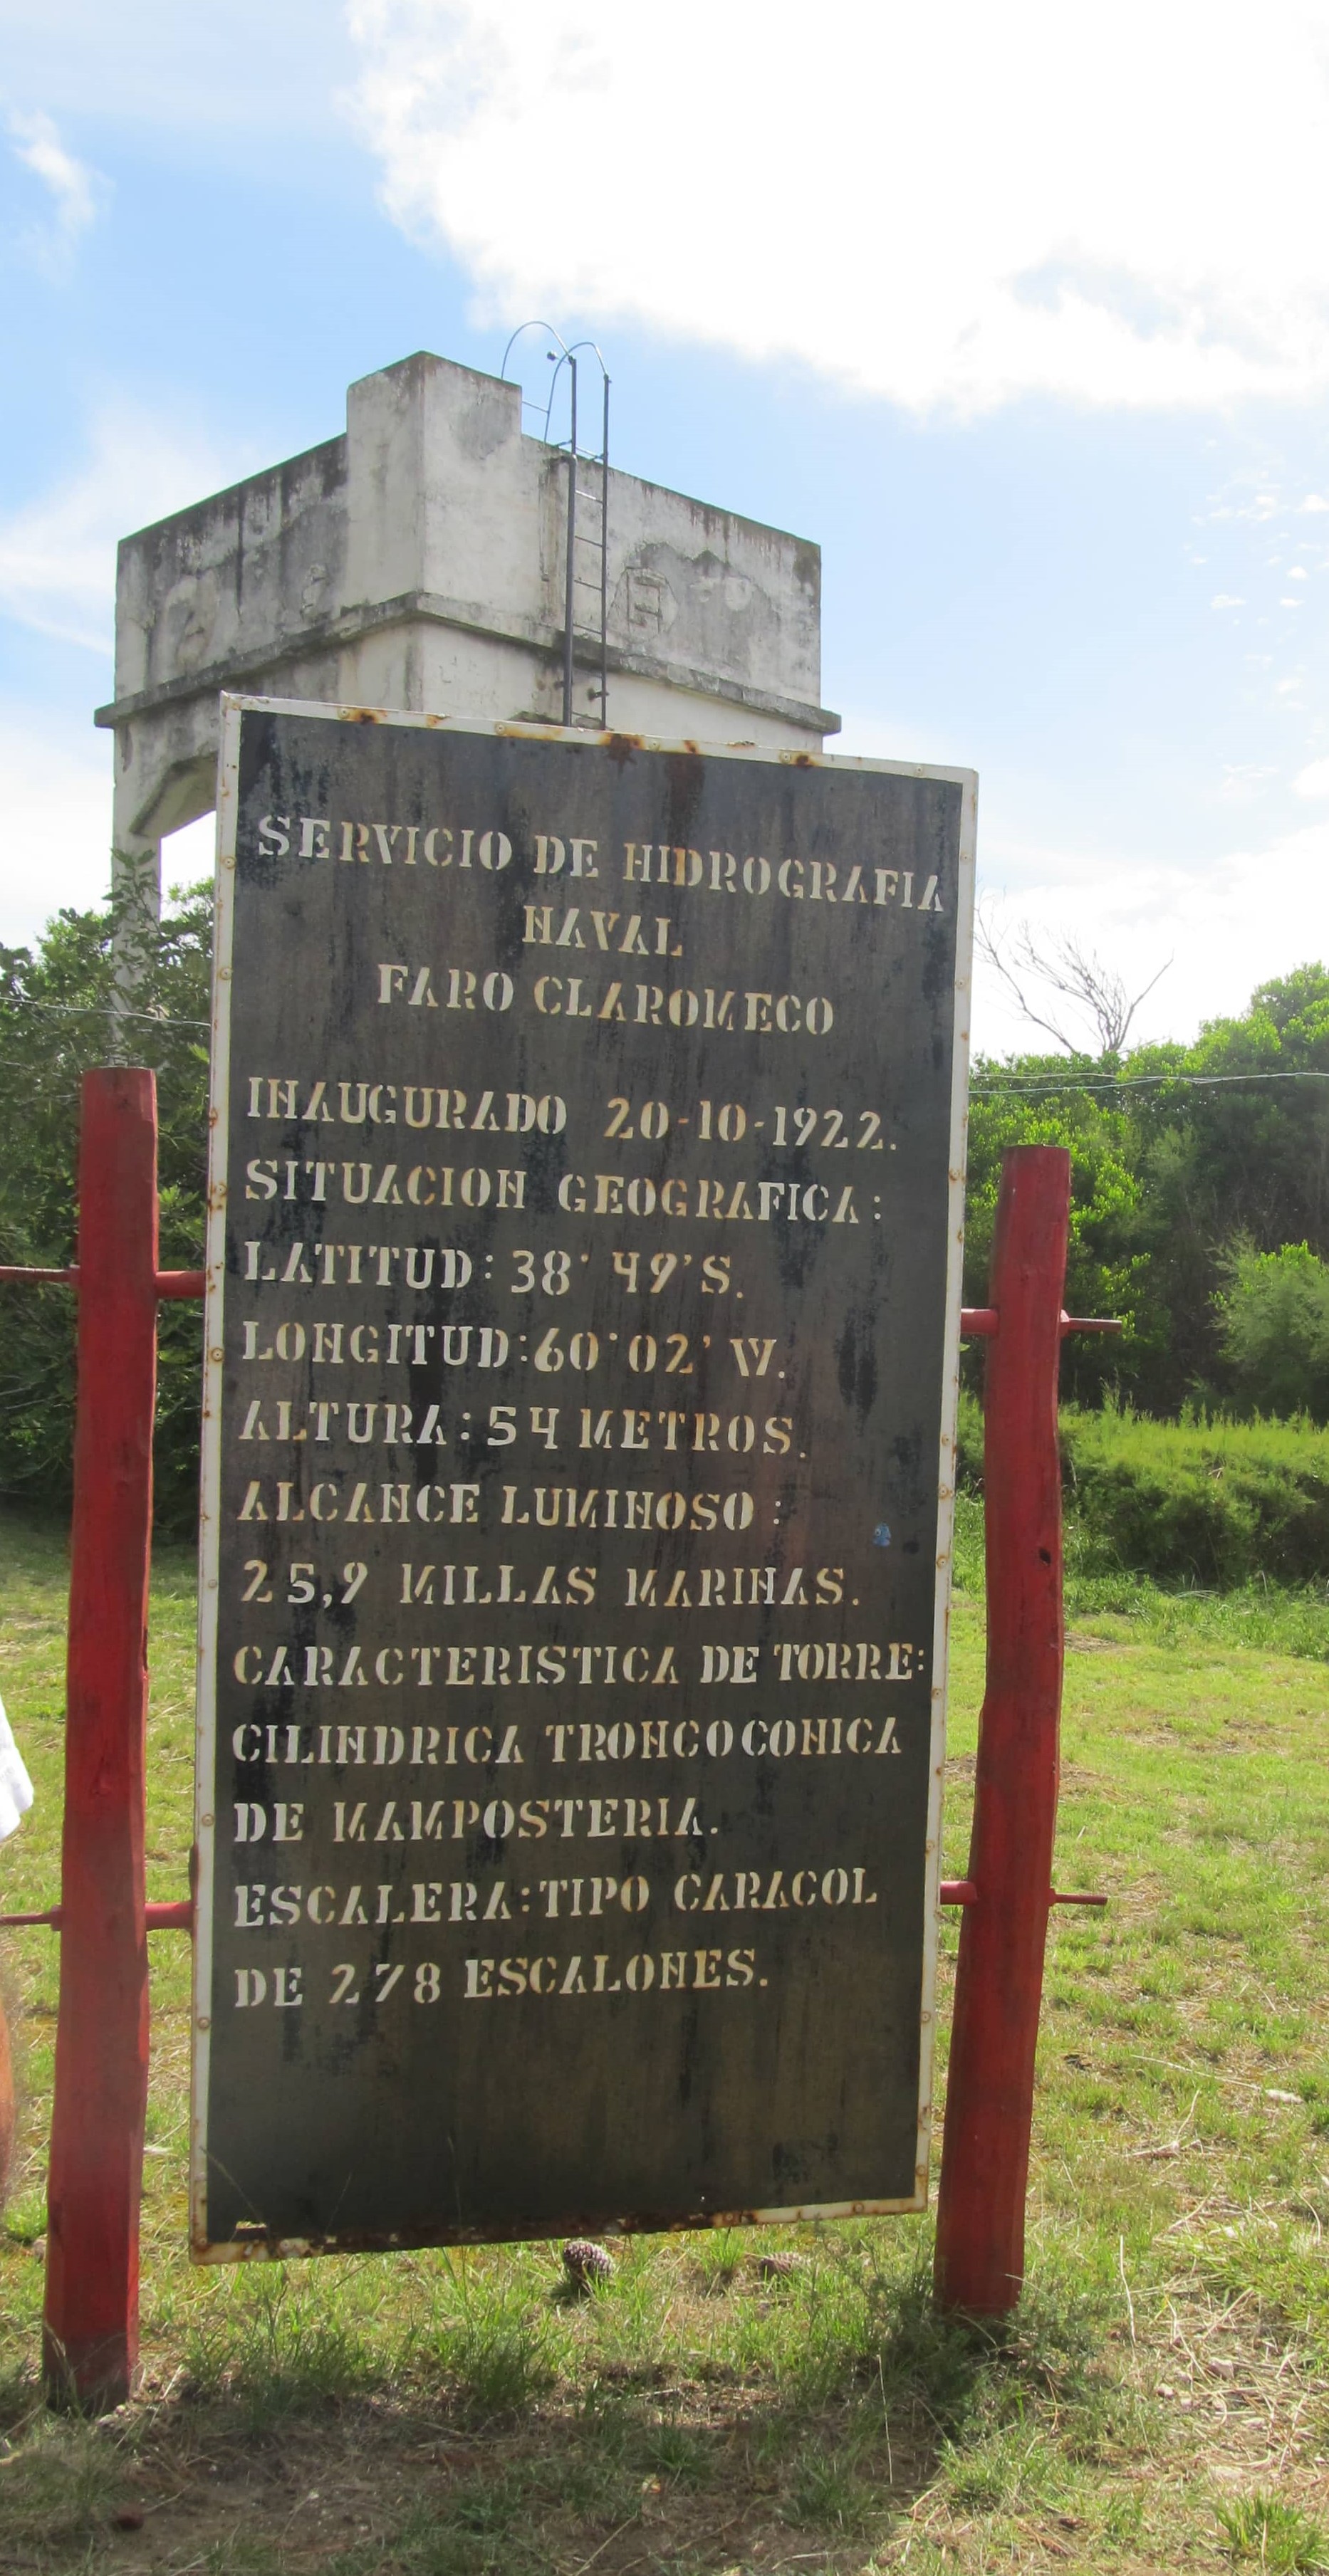 SERVICIO DE HIDROGRAFIA
NAVAL
FARO CLAROMECO
INAUGURADO 20-10-1922.
SITUACION GEOGRAFICA:
LATITUD: 38° 49'S.
LONGITUD: 60° 02' W.
ALTURA: 54 METROS.
ALCANCE LUMINOSO :
25,9 MILLAS MARINAS.
CARACTERISTICA DE TORRE:
CILINDRICA TRONCOCONICA
DE MAMPOSTERIA.
ESCALERA: TIPO CARACOL
DE 278 ESCALONES.